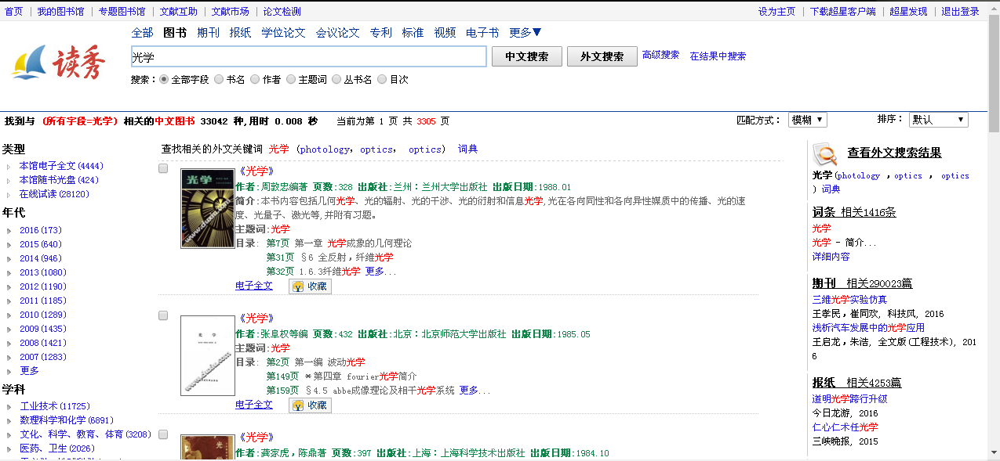 首页 | 我的图书馆 | 专题图书馆 | 文献互助 | 文献市场 | 论文检测
设为主页 | 下载超星客户端 | 超星发现 | 退出登录
读秀
全部 图书 期刊 报纸 学位论文 会议论文 专利 标准 视频 电子书 更多▼
光学
中文搜索 外文搜索 高级搜索 在结果中搜索
搜索： 全部字段 书名 作者 主题词 丛书名 目次
找到与 (所有字段=光学) 相关的中文图书 33042 种,用时 0.008 秒 当前为第 1 页 共 3305 页
匹配方式： 模糊 ▼ 排序： 默认 ▼
类型
本馆电子全文(4444)
本馆随书光盘(424)
在线试读(28120)
年代
2016(173)
2015(640)
2014(946)
2013(1080)
2012(1190)
2011(1185)
2010(1289)
2009(1435)
2008(1421)
2007(1283)
更多
学科
工业技术(11725)
数理科学和化学(6891)
文化、科学、教育、体育(3208)
医药、卫生(2026)
查找相关的外文关键词 光学 (photology, optics, optics) 词典
光学
www.duxiu.com
《光学》
作者:周敦忠编著 页数:328 出版社:兰州：兰州大学出版社 出版日期:1988.01
简介:本书内容包括几何光学、光的辐射、光的干涉、光的衍射和信息光学,光在各向同性和各向异性媒质中的传播、光的速
度、光量子、激光等,并附有习题。
主题词:光学
目录: 第7页 第一章 光学成象的几何理论
第31页 §6 全反射,纤维光学
第32页 1.6.3纤维光学 更多...
电子全文 收藏
光 学
www.duxiu.com
《光学》
作者:张阜权等编 页数:432 出版社:北京：北京师范大学出版社 出版日期:1985.05
主题词:光学
目录: 第2页 第一编 波动光学
第149页 *第四章 fourier光学简介
第159页 §4.5 abbe成像理论及相干光学系统 更多...
电子全文 收藏
光
学
《光学》
作者:龚家虎,陈鼎著 页数:397 出版社:上海：上海科学技术出版社 出版日期:1984.10
查看外文搜索结果
光学(photology ,optics , optics
) 词典
词条 相关1416条
光学
光学 - 简介...
详细内容
期刊 相关290023篇
三维光学实验仿真
王孝民,崔同欢, 科技风, 2016
浅析汽车发展中的光学应用
王启龙,朱洁, 全文版(工程技术), 201
6
报纸 相关4253篇
道明光学跨行升级
今日龙游, 2016
仁心仁术任光学
三峡晚报, 2015